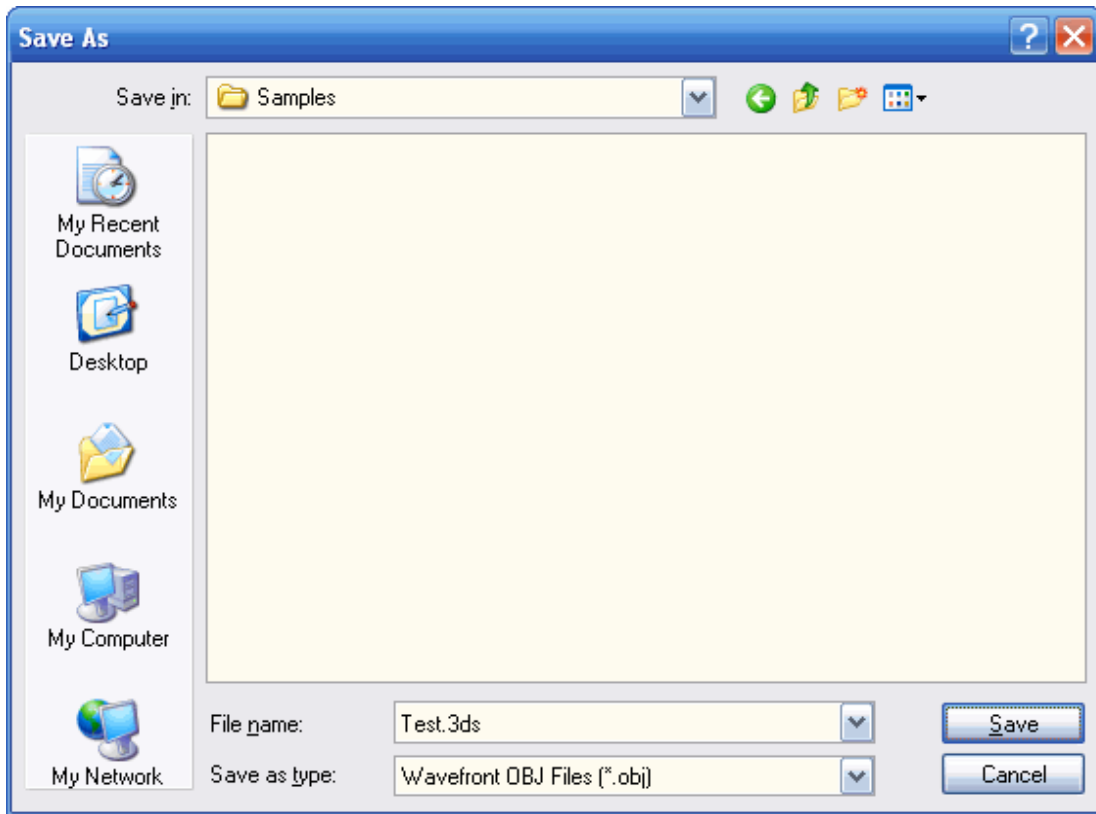 Save As
Save in: Samples
My Recent
Documents
Desktop
My Documents
My Computer
My Network
File name: Test.3ds Save
Save as type: Wavefront OBJ Files (*.obj) Cancel